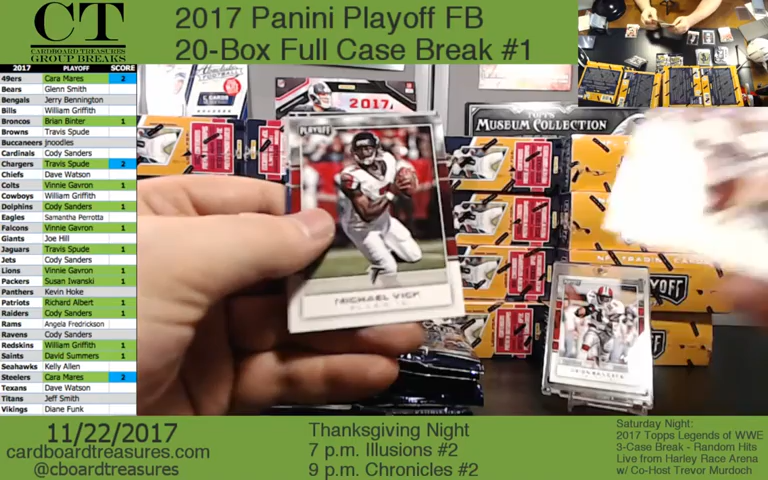 CT
CARDBOARD TREASURES
GROUP BREAKS
2017 Panini Playoff FB
20-Box Full Case Break #1
2017 PLAYOFF SCORE
49ers Cara Mares 2
Bears Glenn Smith
Bengals Jerry Bennington
Bills William Griffith
Broncos Brian Binter 1
Browns Travis Spude
Buccaneers Jnoodles
Cardinals Cody Sanders
Chargers Travis Spude 2
Chiefs Dave Watson
Colts Vinnie Gavron 1
Cowboys William Griffith
Dolphins Cody Sanders 1
Eagles Samantha Perrotta
Falcons Vinnie Gavron 1
Giants Joe Hill
Jaguars Travis Spude 1
Jets Cody Sanders
Lions Vinnie Gavron 1
Packers Susan Iwanski 1
Panthers Kevin Hoke
Patriots Richard Albert 1
Raiders Cody Sanders 1
Rams Angela Fredrickson
Ravens Cody Sanders
Redskins William Griffith 1
Saints David Summers 1
Seahawks Kelly Allen
Steelers Cara Mares 2
Texans Dave Watson
Titans Jeff Smith
Vikings Diane Funk
2017
TOPPS
MUSEUM COLLECTION
PLAYOFF
MICHAEL VICK
11/22/2017
cardboardtreasures.com
@cboardtreasures
Thanksgiving Night
7 p.m. Illusions #2
9 p.m. Chronicles #2
Saturday Night:
2017 Topps Legends of WWE
3-Case Break - Random Hits
Live from Harley Race Arena
w/ Co-Host Trevor Murdoch